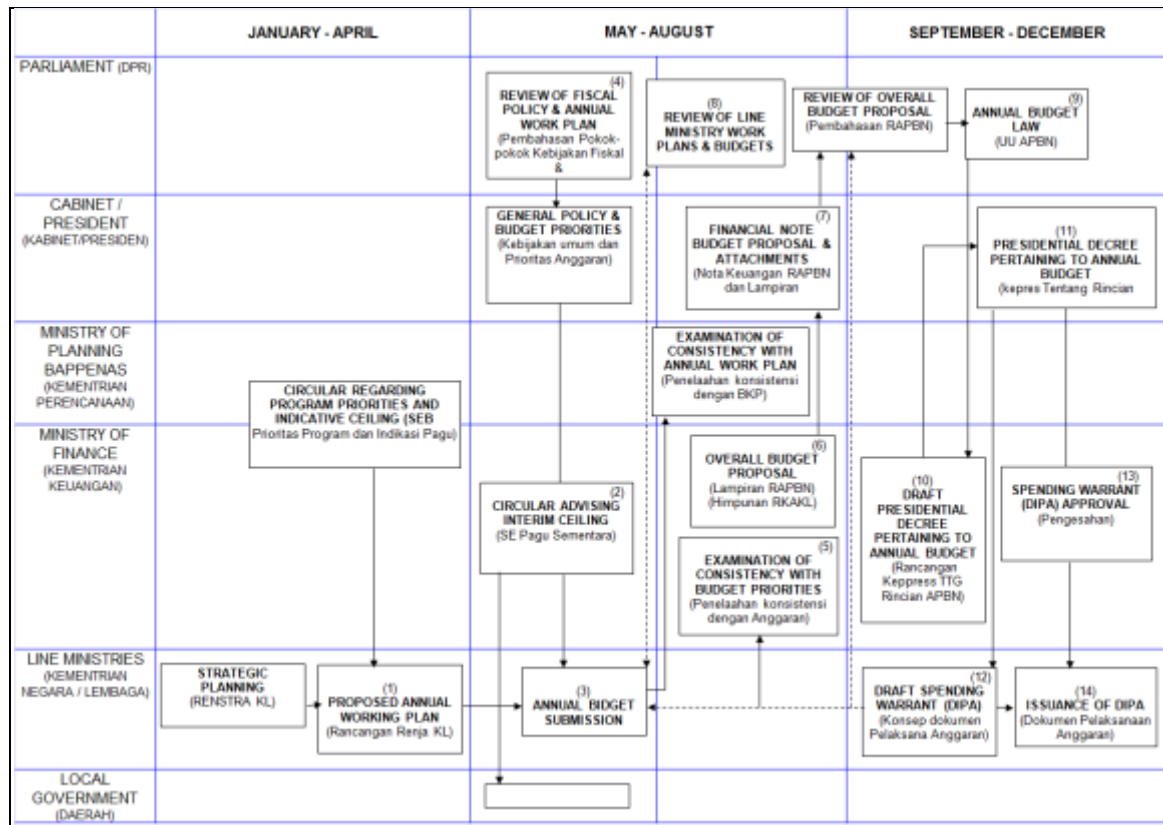 JANUARY - APRIL
MAY - AUGUST
SEPTEMBER - DECEMBER
PARLIAMENT (DPR)
(4)
REVIEW OF FISCAL
POLICY & ANNUAL
WORK PLAN
(Pembahasan Pokok-
pokok Kebijakan Fiskal
&
(8)
REVIEW OF LINE
MINISTRY WORK
PLANS & BUDGETS
REVIEW OF OVERALL
BUDGET PROPOSAL
(Pembahasan RAPBN)
(9)
ANNUAL BUDGET
LAW
(UU APBN)
CABINET /
PRESIDENT
(KABINET/PRESIDEN)
GENERAL POLICY &
BUDGET PRIORITIES
(Kebijakan umum dan
Prioritas Anggaran)
(7)
FINANCIAL NOTE
BUDGET PROPOSAL &
ATTACHMENTS
(Nota Keuangan RAPBN
dan Lampiran
(11)
PRESIDENTIAL DECREE
PERTAINING TO ANNUAL
BUDGET
(kepres Tentang Rincian
MINISTRY OF
PLANNING
BAPPENAS
(KEMENTRIAN
PERENCANAAN)
CIRCULAR REGARDING
PROGRAM PRIORITIES AND
INDICATIVE CEILING (SEB
Prioritas Program dan Indikasi Pagu)
EXAMINATION OF
CONSISTENCY WITH
ANNUAL WORK PLAN
(Penelaahan konsistensi
dengan BKP)
MINISTRY OF
FINANCE
(KEMENTRIAN
KEUANGAN)
(2)
CIRCULAR ADVISING
INTERIM CEILING
(SE Pagu Sementara)
(6)
OVERALL BUDGET
PROPOSAL
(Lampiran RAPBN)
(Himpunan RKAKL)
(5)
EXAMINATION OF
CONSISTENCY WITH
BUDGET PRIORITIES
(Penelaahan konsistensi
dengan Anggaran)
(10)
DRAFT
PRESIDENTIAL
DECREE
PERTAINING TO
ANNUAL BUDGET
(Rancangan
Keppress TTG
Rincian APBN)
(13)
SPENDING WARRANT
(DIPA) APPROVAL
(Pengesahan)
LINE MINISTRIES
(KEMENTRIAN
NEGARA / LEMBAGA)
STRATEGIC
PLANNING
(RENSTRA KL)
(1)
PROPOSED ANNUAL
WORKING PLAN
(Rancangan Renja KL)
(3)
ANNUAL BIDGET
SUBMISSION
(12)
DRAFT SPENDING
WARRANT (DIPA)
(Konsep dokumen
Pelaksana Anggaran)
(14)
ISSUANCE OF DIPA
(Dokumen Pelaksanaan
Anggaran)
LOCAL
GOVERNMENT
(DAERAH)